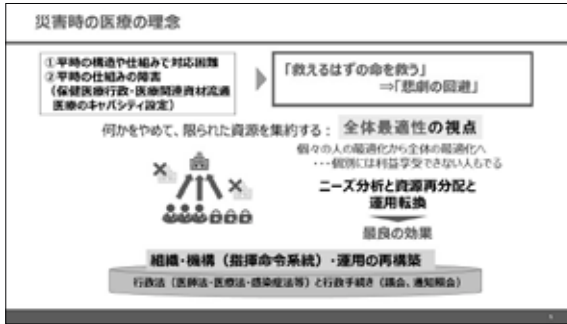 災害時の医療の理念
①平時の構造や仕組みで対応困難
②平時の仕組みの障害
(保健医療行政・医療関連資材流通
医療のキャパシティ設定)
「救えるはずの命を救う」
⇒「悲劇の回避」
何かをやめて、限られた資源を集約する：全体最適性の視点
個々の人の最適化から全体の最適化へ
・・・個別には利益享受できない人もでる
ニーズ分析と資源再分配と
運用転換
最良の効果
組織・機構（指揮命令系統）・運用の再構築
行政法（医師法・医療法・感染症法等）と行政手続き（議会、通知照会）